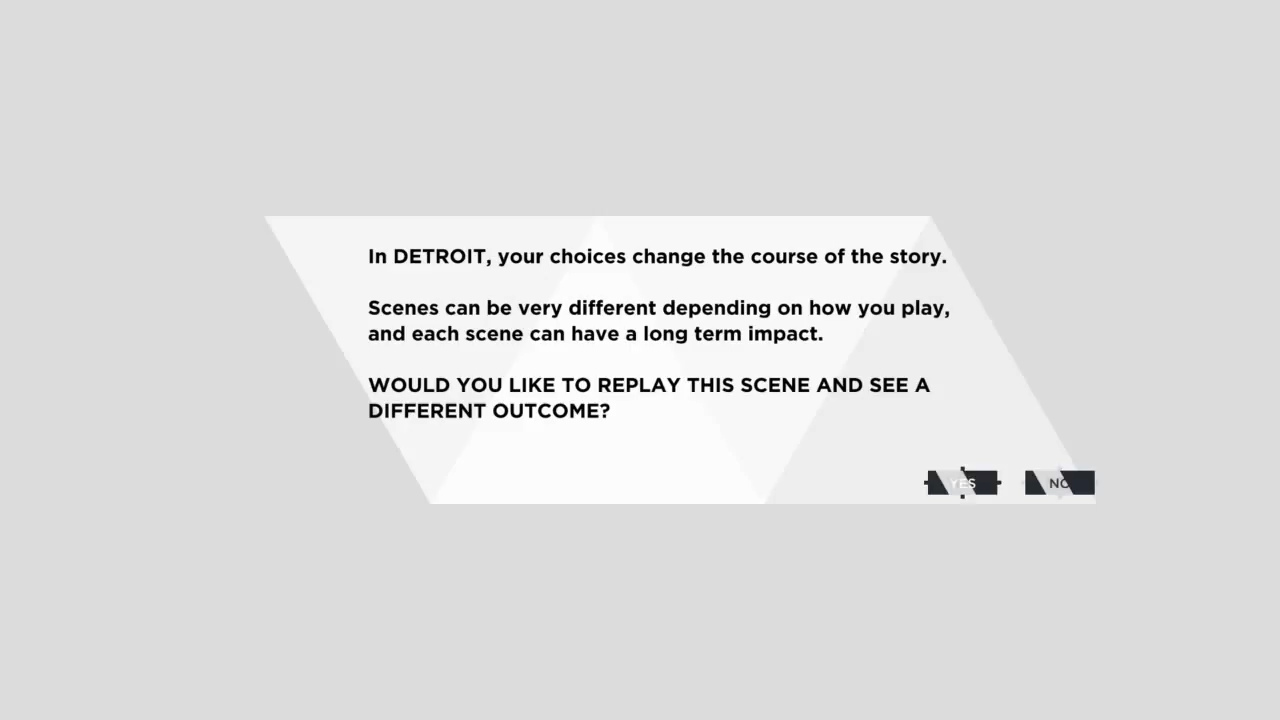 In DETROIT, your choices change the course of the story.
Scenes can be very different depending on how you play,
and each scene can have a long term impact.
WOULD YOU LIKE TO REPLAY THIS SCENE AND SEE A
DIFFERENT OUTCOME?
YES NO